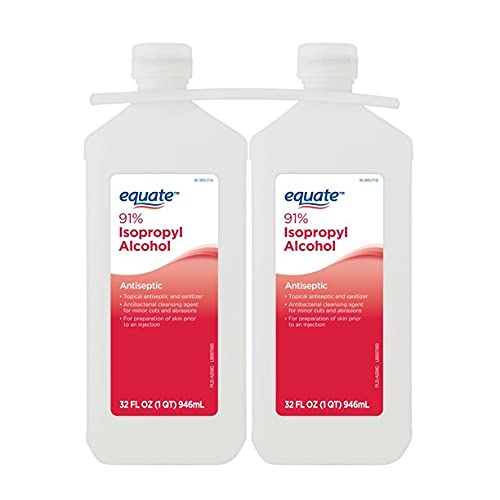 equate™
91%
Isopropyl
Alcohol
Antiseptic
• Topical antiseptic and sanitizer
• Antibacterial cleansing agent
for minor cuts and abrasions
• For preparation of skin prior
to an injection
32 FL OZ (1 QT) 946mL
equate™
91%
Isopropyl
Alcohol
Antiseptic
• Topical antiseptic and sanitizer
• Antibacterial cleansing agent
for minor cuts and abrasions
• For preparation of skin prior
to an injection
32 FL OZ (1 QT) 946mL